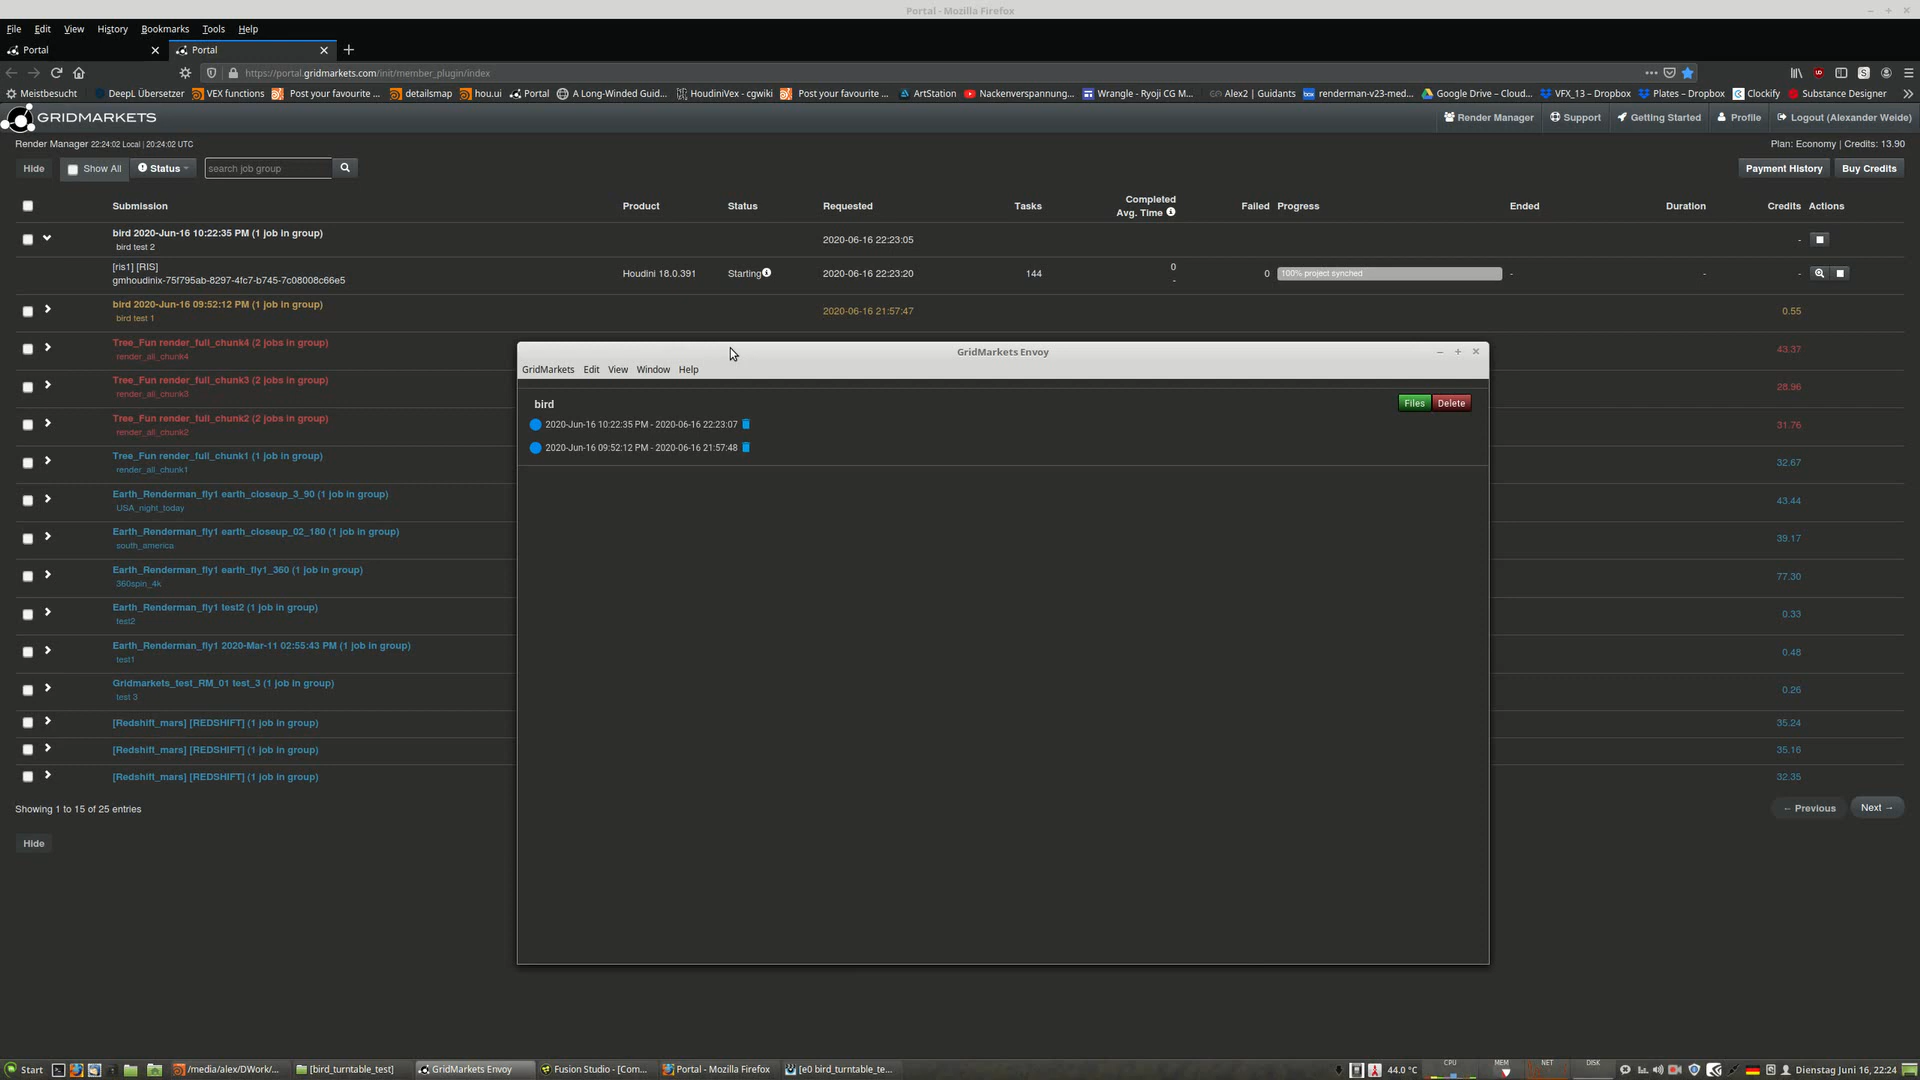 Portal - Mozilla Firefox
File Edit View History Bookmarks Tools Help
Portal
Portal
https://portal.gridmarkets.com/init/member_plugin/index
Meistbesucht DeepL Übersetzer VEX functions Post your favourite ... detailsmap hou.ui Portal A Long-Winded Guid... HoudiniVex - cgwiki Post your favourite ... ArtStation Nackenverspannung... Wrangle - Ryoji CG M... Alex2 | Guidants renderman-v23-med... Google Drive – Cloud... VFX_13 – Dropbox Plates – Dropbox Clockify Substance Designer
GRIDMARKETS
Render Manager Support Getting Started Profile Logout (Alexander Weide)
Render Manager 22:24:02 Local | 20:24:02 UTC
Plan: Economy | Credits: 13.90
Hide Show All Status search job group
Payment History Buy Credits
Submission Product Status Requested Tasks Completed Avg. Time Failed Progress Ended Duration Credits Actions
bird 2020-Jun-16 10:22:35 PM (1 job in group)
bird test 2
2020-06-16 22:23:05 -
[ris1] [RIS]
gmhoudinix-75f795ab-8297-4fc7-b745-7c08008c66e5
Houdini 18.0.391 Starting 2020-06-16 22:23:20 144 0 - 0 100% project synched - - -
bird 2020-Jun-16 09:52:12 PM (1 job in group)
bird test 1
2020-06-16 21:57:47 0.55
Tree_Fun render_full_chunk4 (2 jobs in group)
render_all_chunk4
43.37
Tree_Fun render_full_chunk3 (2 jobs in group)
render_all_chunk3
28.96
Tree_Fun render_full_chunk2 (2 jobs in group)
render_all_chunk2
31.76
Tree_Fun render_full_chunk1 (1 job in group)
render_all_chunk1
32.67
Earth_Renderman_fly1 earth_closeup_3_90 (1 job in group)
USA_night_today
43.44
Earth_Renderman_fly1 earth_closeup_02_180 (1 job in group)
south_america
39.17
Earth_Renderman_fly1 earth_fly1_360 (1 job in group)
360spin_4k
77.30
Earth_Renderman_fly1 test2 (1 job in group)
test2
0.33
Earth_Renderman_fly1 2020-Mar-11 02:55:43 PM (1 job in group)
test1
0.48
Gridmarkets_test_RM_01 test_3 (1 job in group)
test 3
0.26
[Redshift_mars] [REDSHIFT] (1 job in group) 35.24
[Redshift_mars] [REDSHIFT] (1 job in group) 35.16
[Redshift_mars] [REDSHIFT] (1 job in group) 32.35
Showing 1 to 15 of 25 entries
← Previous Next →
Hide
GridMarkets Envoy
GridMarkets Edit View Window Help
bird
Files Delete
2020-Jun-16 10:22:35 PM - 2020-06-16 22:23:07
2020-Jun-16 09:52:12 PM - 2020-06-16 21:57:48
Start /media/alex/DWork/... [bird_turntable_test] GridMarkets Envoy Fusion Studio - [Com... Portal - Mozilla Firefox [e0 bird_turntable_te... 44.0 °C CPU MEM NET DISK Dienstag Juni 16, 22:24